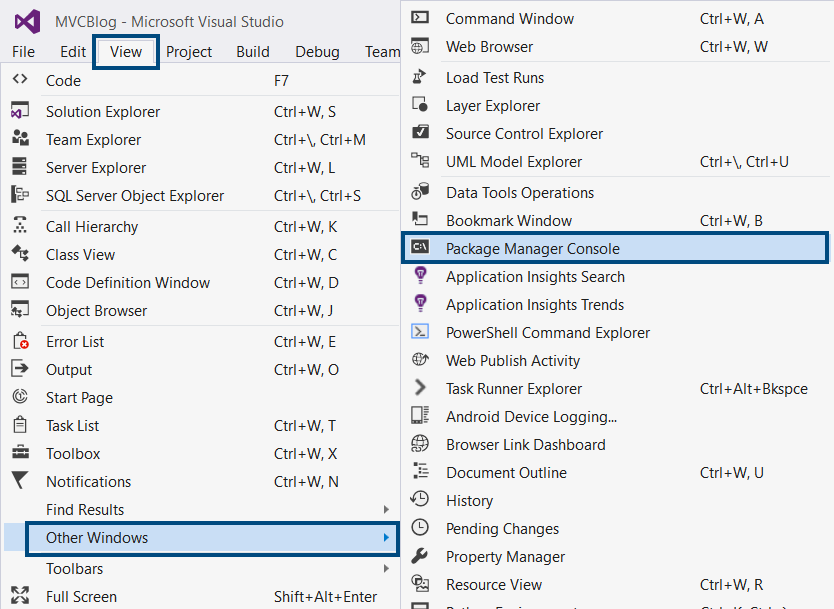 MVCBlog - Microsoft Visual Studio
File Edit View Project Build Debug Team
Code F7
Solution Explorer Ctrl+W, S
Team Explorer Ctrl+\, Ctrl+M
Server Explorer Ctrl+W, L
SQL Server Object Explorer Ctrl+\, Ctrl+S
Call Hierarchy Ctrl+W, K
Class View Ctrl+W, C
Code Definition Window Ctrl+W, D
Object Browser Ctrl+W, J
Error List Ctrl+W, E
Output Ctrl+W, O
Start Page
Task List Ctrl+W, T
Toolbox Ctrl+W, X
Notifications Ctrl+W, N
Find Results
Other Windows
Toolbars
Full Screen Shift+Alt+Enter
Command Window Ctrl+W, A
Web Browser Ctrl+W, W
Load Test Runs
Layer Explorer
Source Control Explorer
UML Model Explorer Ctrl+\, Ctrl+U
Data Tools Operations
Bookmark Window Ctrl+W, B
Package Manager Console
Application Insights Search
Application Insights Trends
PowerShell Command Explorer
Web Publish Activity
Task Runner Explorer Ctrl+Alt+Bkspce
Android Device Logging...
Browser Link Dashboard
Document Outline Ctrl+W, U
History
Pending Changes
Property Manager
Resource View Ctrl+W, R